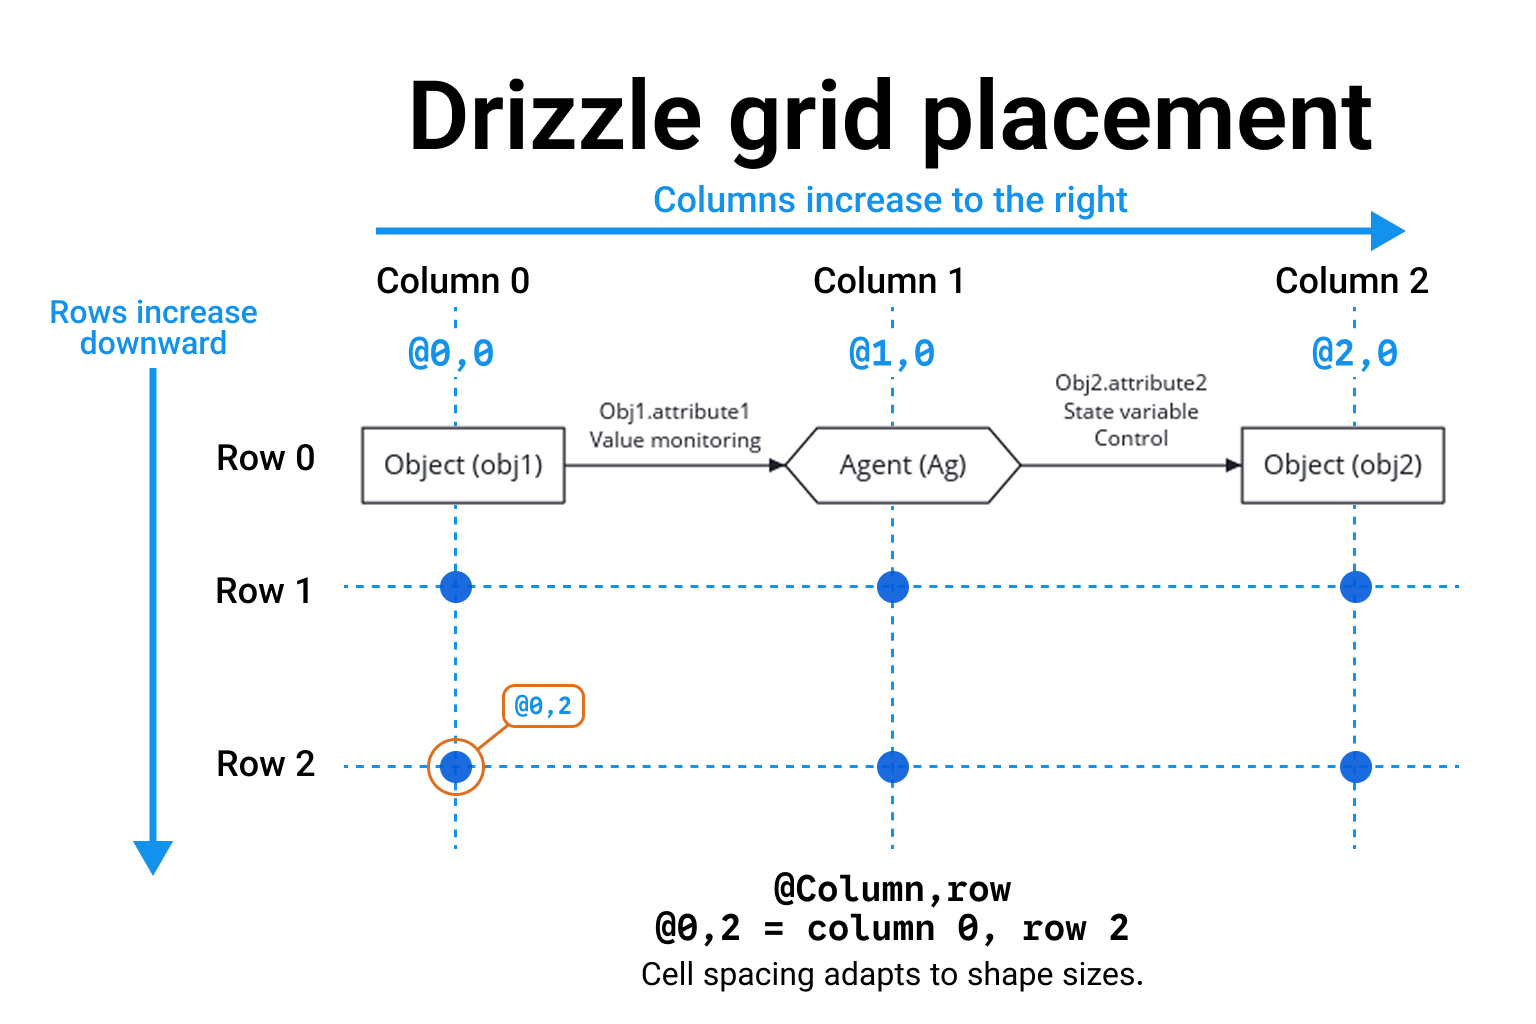 Drizzle grid placement
Columns increase to the right
Column 0
Column 1
Column 2
Rows increase
downward
@0,0
@1,0
@2,0
Obj1.attribute1
Value monitoring
Obj2.attribute2
State variable
Control
Row 0
Object (obj1)
Agent (Ag)
Object (obj2)
Row 1
@0,2
Row 2
@Column,row
@0,2 = column 0, row 2
Cell spacing adapts to shape sizes.